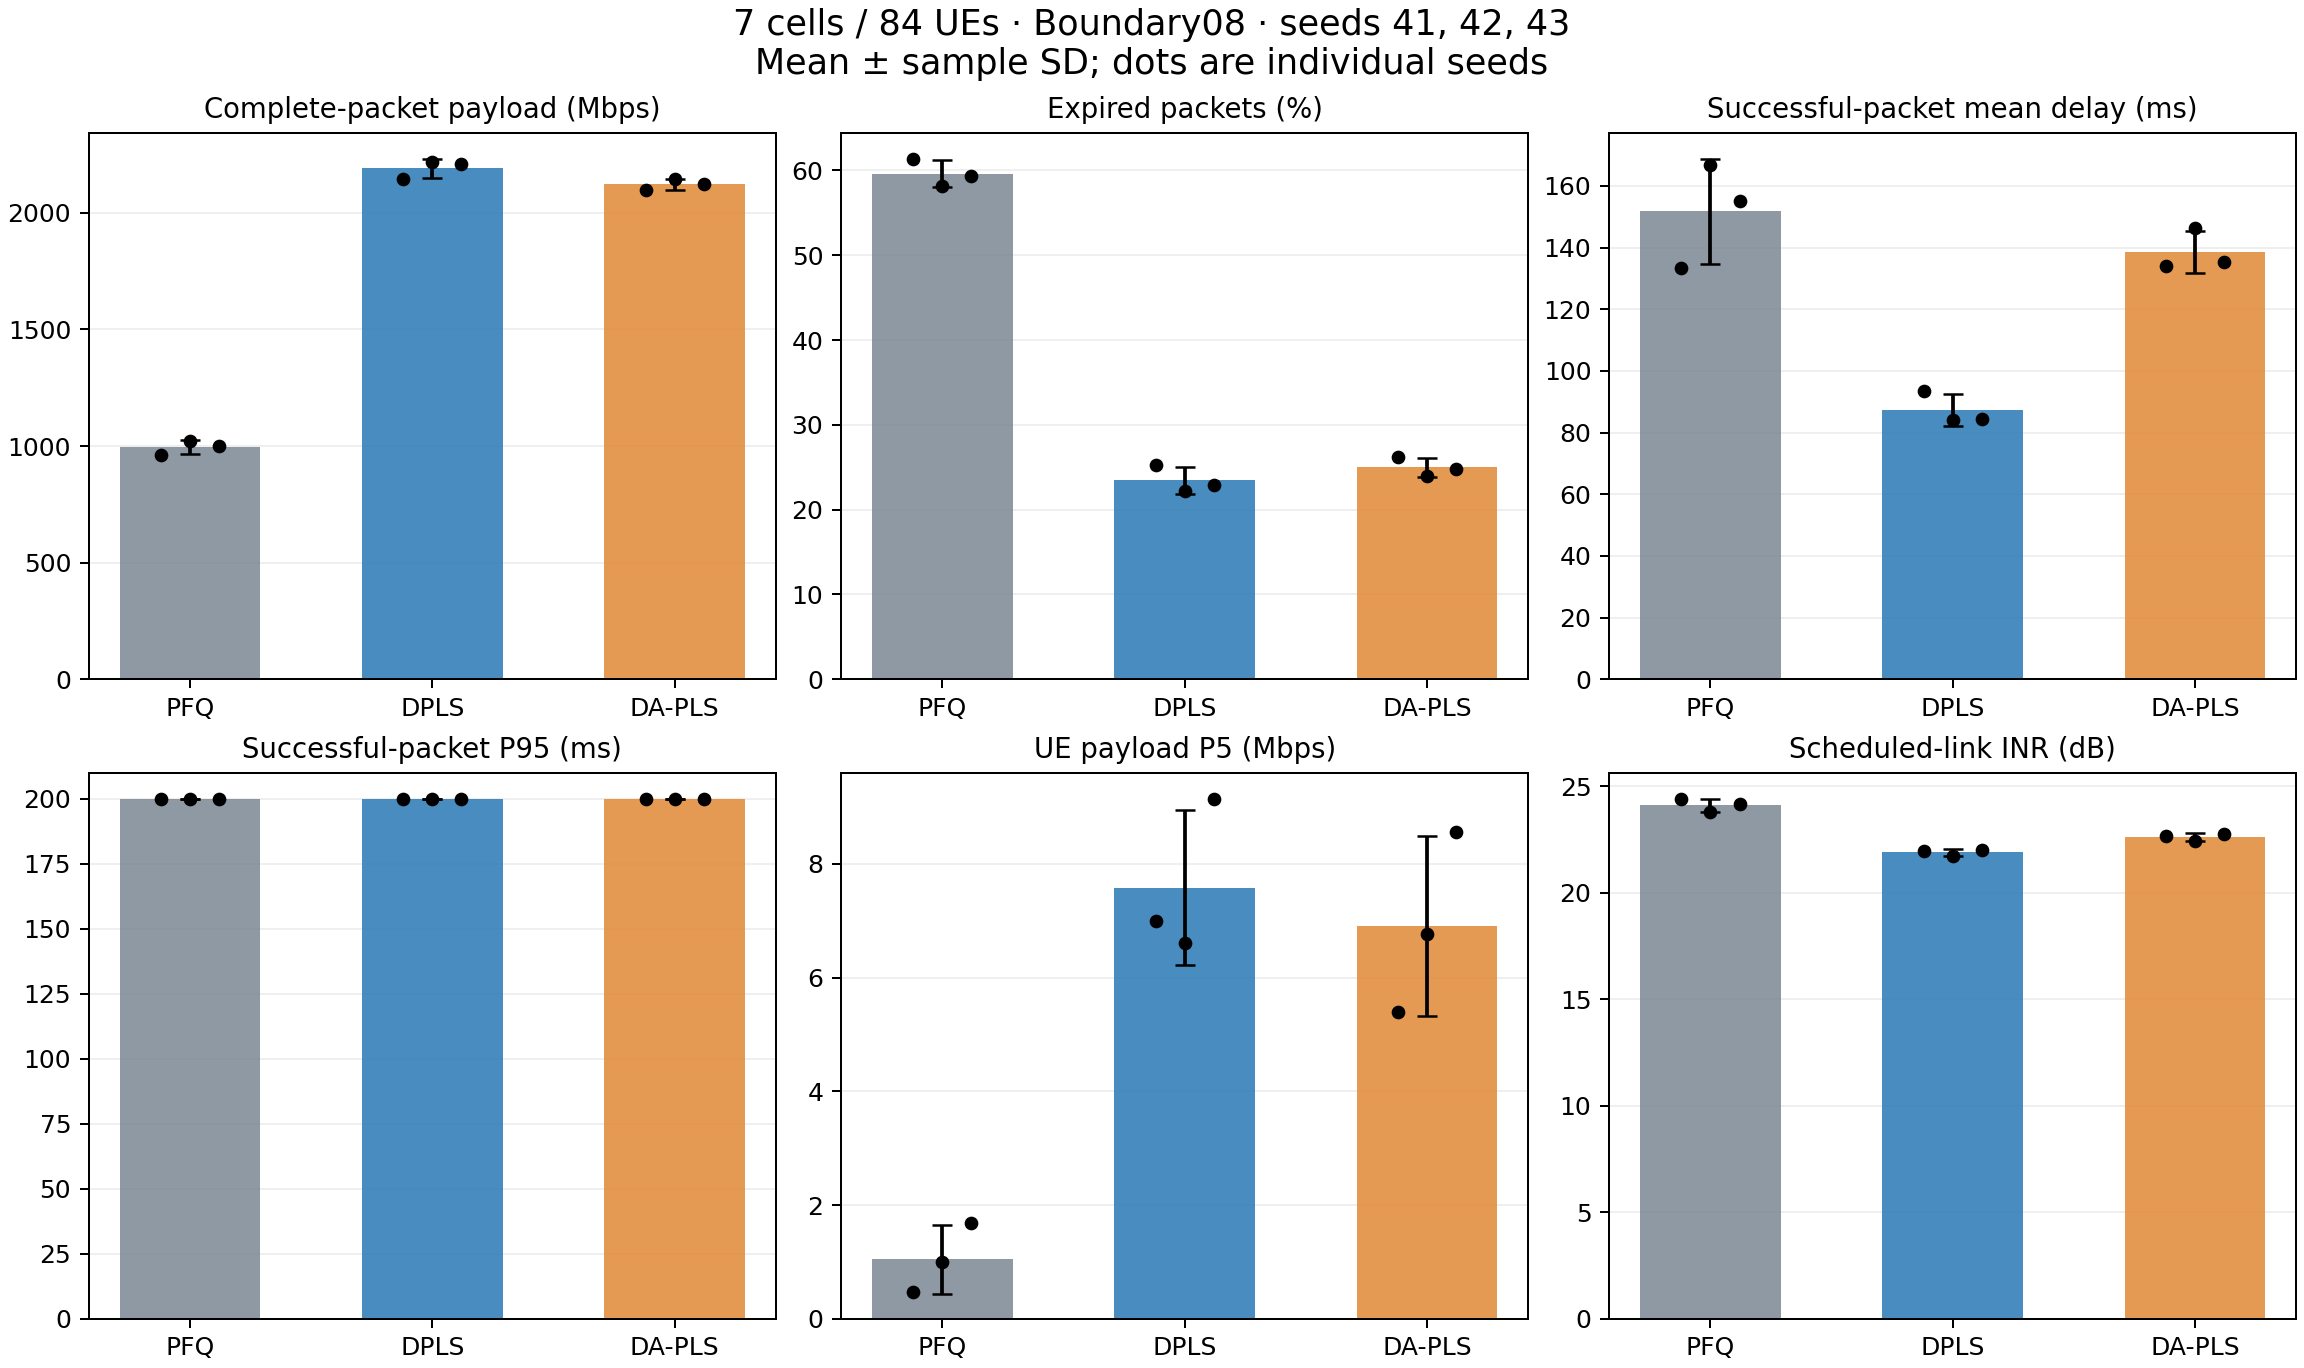 7 cells / 84 UEs · Boundary08 · seeds 41, 42, 43
Mean ± sample SD; dots are individual seeds
Complete-packet payload (Mbps)
2000
1500
1000
500
0
PFQ DPLS DA-PLS
Expired packets (%)
60
50
40
30
20
10
0
PFQ DPLS DA-PLS
Successful-packet mean delay (ms)
160
140
120
100
80
60
40
20
0
PFQ DPLS DA-PLS
Successful-packet P95 (ms)
200
175
150
125
100
75
50
25
0
PFQ DPLS DA-PLS
UE payload P5 (Mbps)
8
6
4
2
0
PFQ DPLS DA-PLS
Scheduled-link INR (dB)
25
20
15
10
5
0
PFQ DPLS DA-PLS